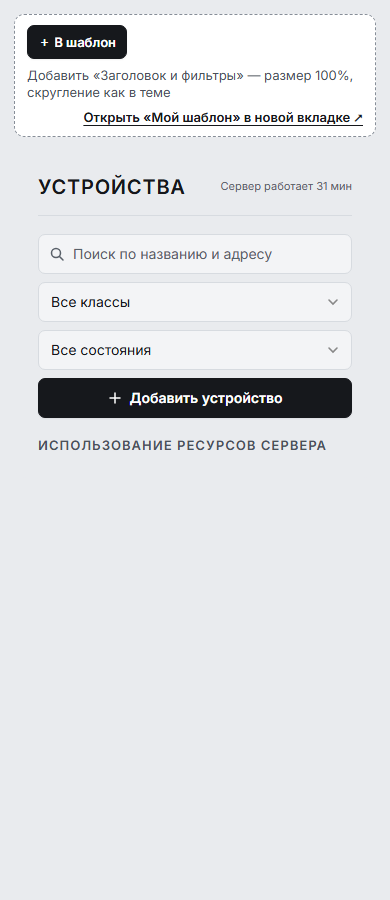 + В шаблон
Добавить «Заголовок и фильтры» — размер 100%,
скругление как в теме
Открыть «Мой шаблон» в новой вкладке ↗
УСТРОЙСТВА
Сервер работает 31 мин
Поиск по названию и адресу
Все классы
Все состояния
+ Добавить устройство
ИСПОЛЬЗОВАНИЕ РЕСУРСОВ СЕРВЕРА